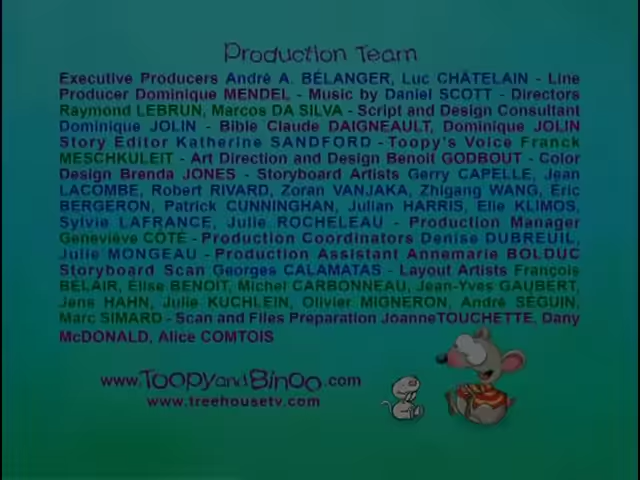 Production Team
Executive Producers André A. BÉLANGER, Luc CHÂTELAIN - Line
Producer Dominique MENDEL - Music by Daniel SCOTT - Directors
Raymond LEBRUN, Marcos DA SILVA - Script and Design Consultant
Dominique JOLIN - Bible Claude DAIGNEAULT, Dominique JOLIN
Story Editor Katherine SANDFORD - Toopy's Voice Franck
MESCHKULEIT - Art Direction and Design Benoit GODBOUT - Color
Design Brenda JONES - Storyboard Artists Gerry CAPELLE, Jean
LACOMBE, Robert RIVARD, Zoran VANJAKA, Zhigang WANG, Eric
BERGERON, Patrick CUNNINGHAN, Julian HARRIS, Elie KLIMOS,
Sylvie LAFRANCE, Julie ROCHELEAU - Production Manager
Geneviève CÔTÉ - Production Coordinators Denise DUBREUIL,
Julie MONGEAU - Production Assistant Annemarie BOLDUC
Storyboard Scan Georges CALAMATAS - Layout Artists François
BÉLAIR, Élise BENOIT, Michel CARBONNEAU, Jean-Yves GAUBERT,
Jens HAHN, Julie KUCHLEIN, Olivier MIGNERON, André SÉGUIN,
Marc SIMARD - Scan and Files Preparation JoanneTOUCHETTE, Dany
McDONALD, Alice COMTOIS
www.ToopyandBinoo.com
www.treehousetv.com